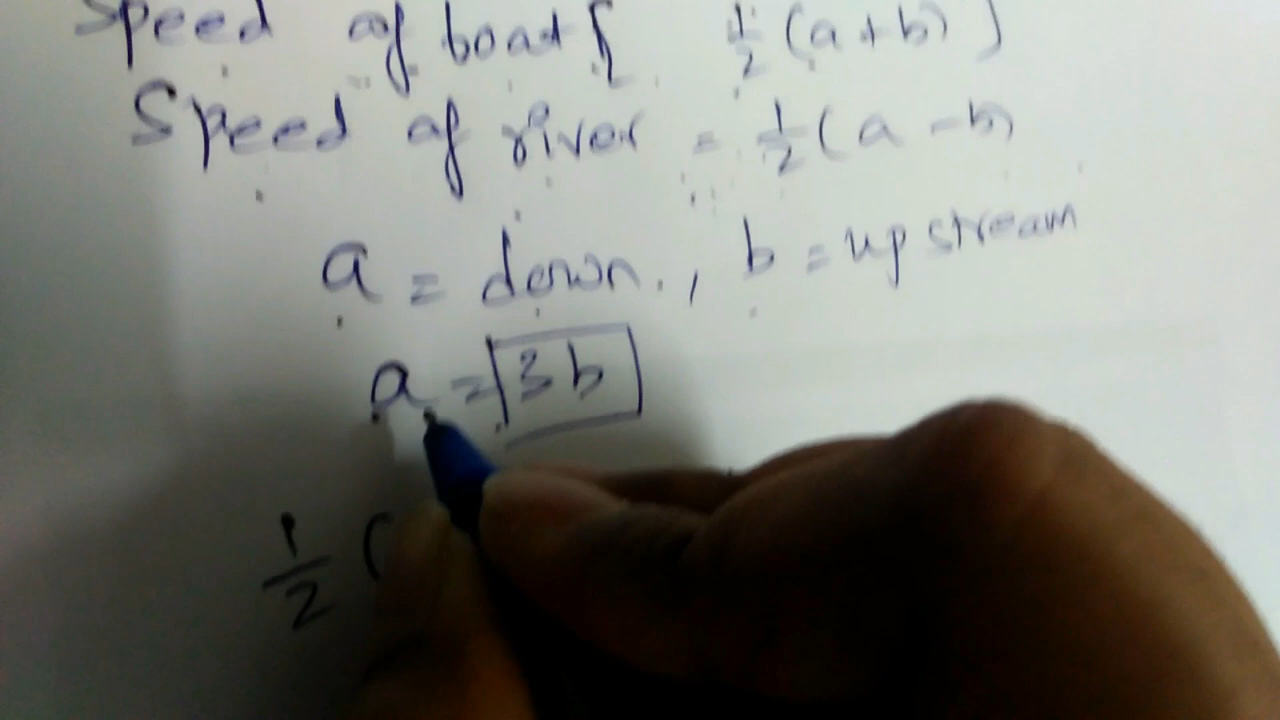 Speed of boat { 1/2 (a+b) }
Speed of river = 1/2 (a - b)
a = down., b = up stream
a = 3b
1/2 (